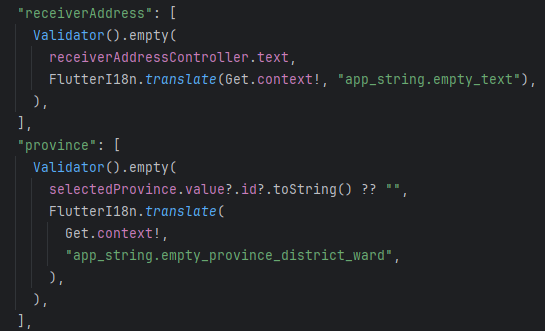 "receiverAddress": [
Validator().empty(
receiverAddressController.text,
FlutterI18n.translate(Get.context!, "app_string.empty_text"),
),
],
"province": [
Validator().empty(
selectedProvince.value?.id?.toString() ?? "",
FlutterI18n.translate(
Get.context!,
"app_string.empty_province_district_ward",
),
),
],